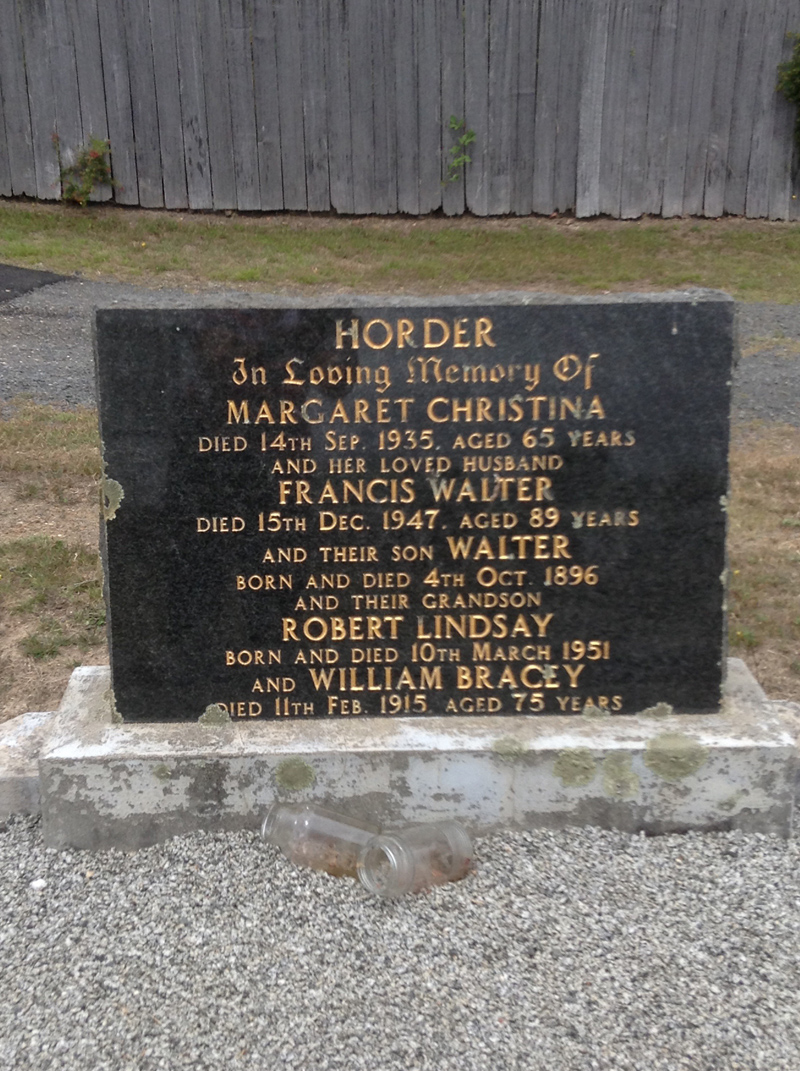 HORDER
In Loving Memory Of
MARGARET CHRISTINA
DIED 14TH SEP. 1935. AGED 65 YEARS
AND HER LOVED HUSBAND
FRANCIS WALTER
DIED 15TH DEC. 1947. AGED 89 YEARS
AND THEIR SON WALTER
BORN AND DIED 4TH OCT. 1896
AND THEIR GRANDSON
ROBERT LINDSAY
BORN AND DIED 10TH MARCH 1951
AND WILLIAM BRACEY
DIED 11TH FEB. 1915. AGED 75 YEARS